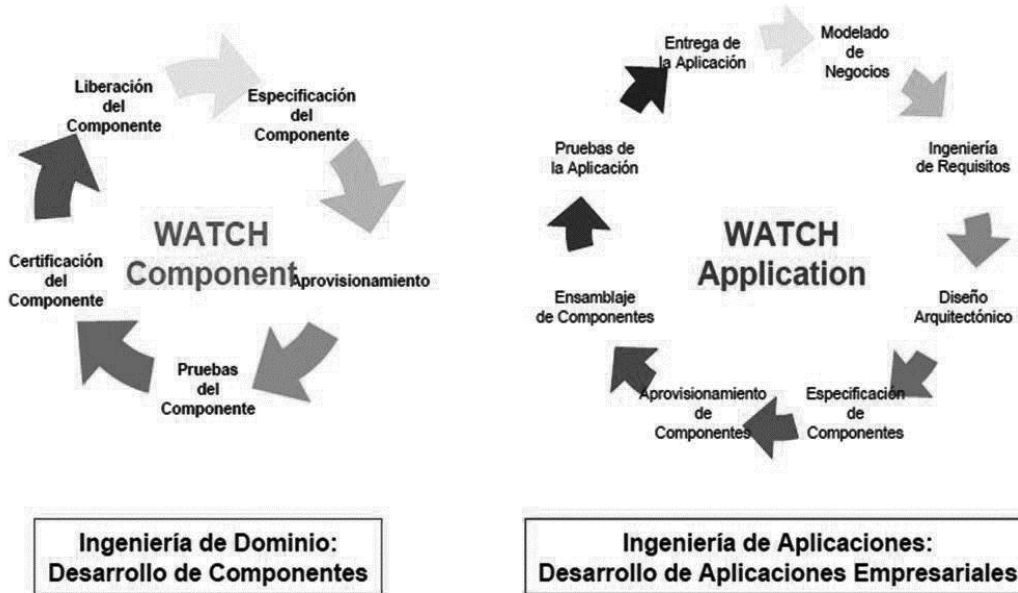 Liberación
del
Componente
Especificación
del
Componente
WATCH
Component
Aprovisionamiento
Certificación
del
Componente
Pruebas
del
Componente
Ingeniería de Dominio:
Desarrollo de Componentes
Entrega de
la Aplicación
Modelado
de
Negocios
Pruebas de
la Aplicación
Ingeniería
de Requisitos
WATCH
Application
Ensamblaje
de Componentes
Diseño
Arquitectónico
Aprovisionamiento
de
Componentes
Especificación
de
Componentes
Ingeniería de Aplicaciones:
Desarrollo de Aplicaciones Empresariales